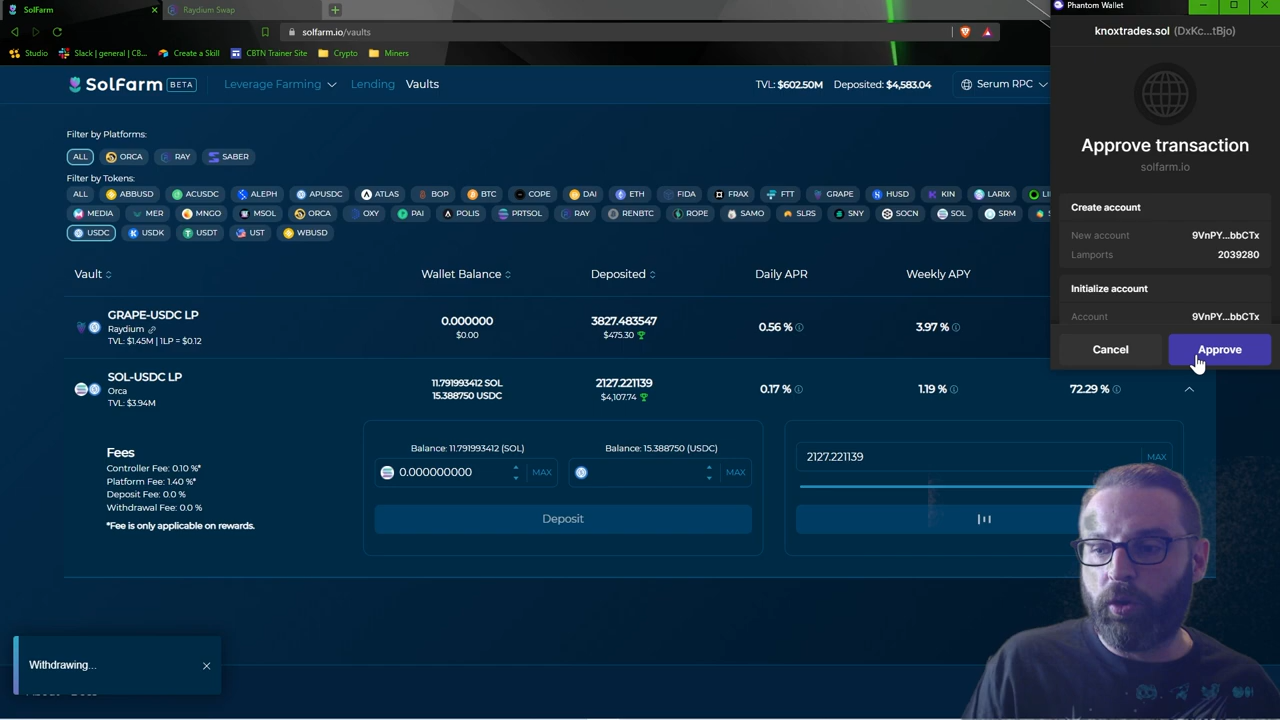 SolFarm
Raydium Swap
solfarm.io/vaults
Studio
Slack | general | CB...
Create a Skill
CBTN Trainer Site
Crypto
Miners
SolFarm BETA
Leverage Farming
Lending
Vaults
TVL: $602.50M
Deposited: $4,583.04
Serum RPC
Filter by Platforms:
ALL ORCA RAY SABER
Filter by Tokens:
ALL ABBUSD ACUSDC ALEPH APUSDC ATLAS BOP BTC COPE DAI ETH FIDA FRAX FTT GRAPE HUSD KIN LARIX
MEDIA MER MNGO MSOL ORCA OXY PAI POLIS PRTSOL RAY RENBTC ROPE SAMO SLRS SNY SOCN SOL SRM
USDC USDK USDT UST WBUSD
Vault Wallet Balance Deposited Daily APR Weekly APY
GRAPE-USDC LP
Raydium
TVL: $1.45M | 1LP = $0.12
0.000000
$0.00
3827.483547
$475.30
0.56 %
3.97 %
SOL-USDC LP
Orca
TVL: $3.94M
11.791993412 SOL
15.388750 USDC
2127.221139
$4,107.74
0.17 %
1.19 %
72.29 %
Fees
Controller Fee: 0.10 %*
Platform Fee: 1.40 %*
Deposit Fee: 0.0 %
Withdrawal Fee: 0.0 %
*Fee is only applicable on rewards.
Balance: 11.791993412 (SOL)
0.000000000
MAX
Balance: 15.388750 (USDC)
MAX
Deposit
2127.221139
MAX
Withdrawing...
Phantom Wallet
knoxtrades.sol (DxKc...tBjo)
Approve transaction
solfarm.io
Create account
New account 9VnPY...bbCTx
Lamports 2039280
Initialize account
Account 9VnPY...bbCTx
Cancel
Approve